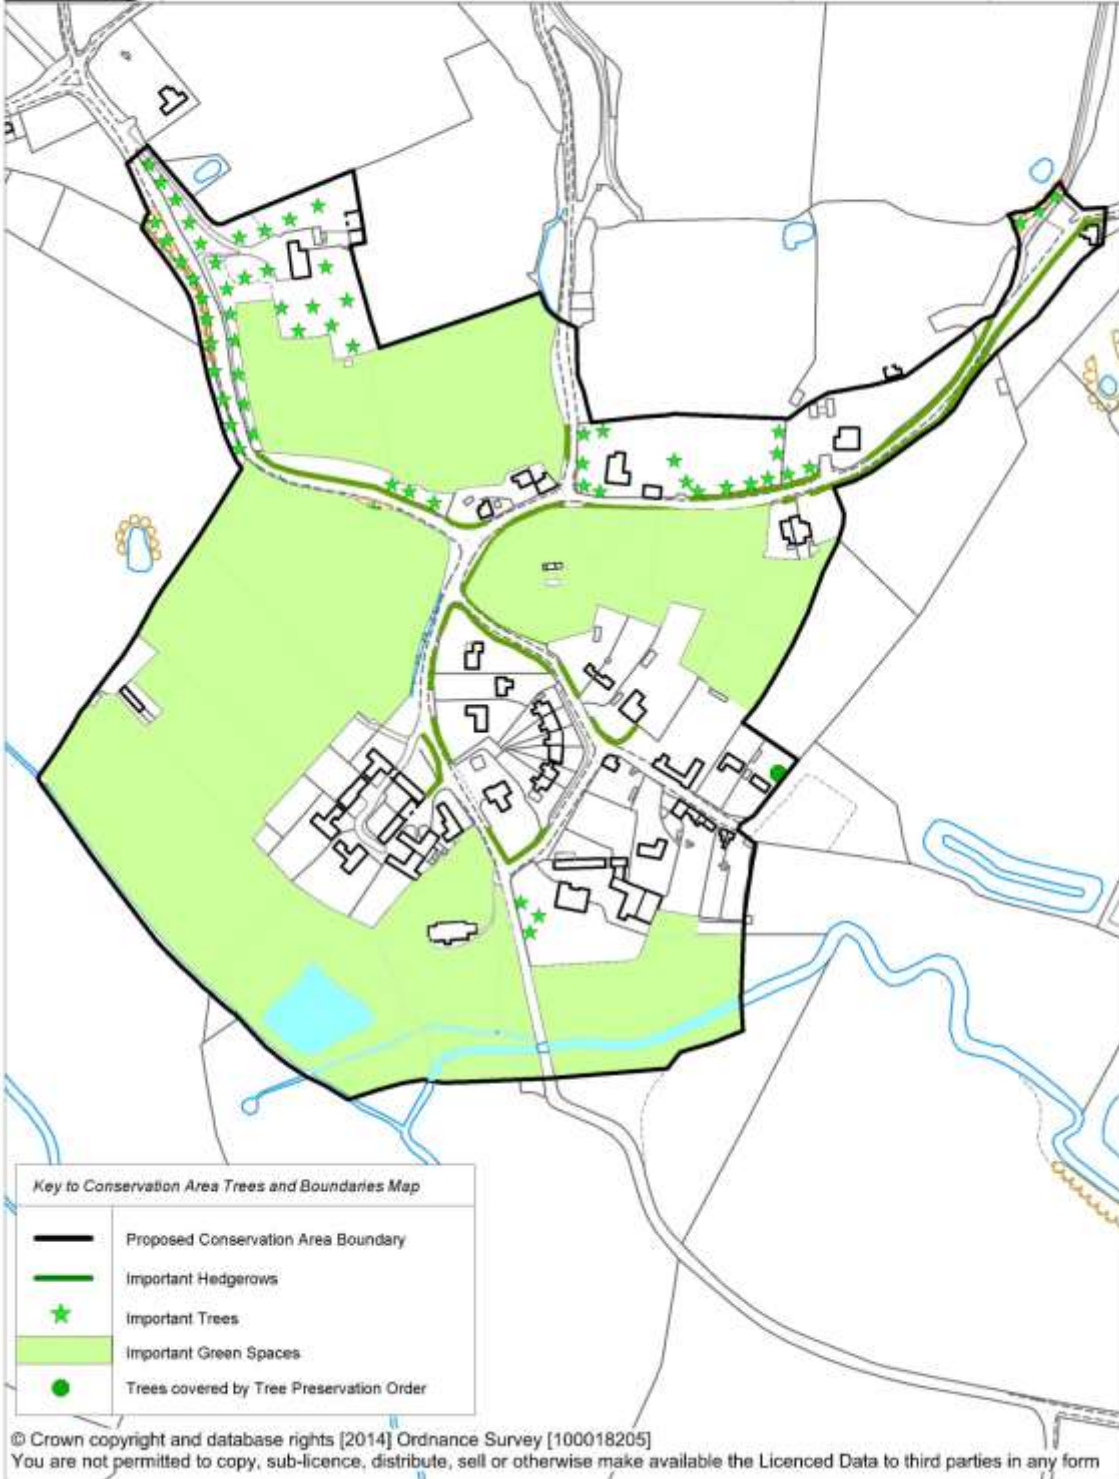 Key to Conservation Area Trees and Boundaries Map
Proposed Conservation Area Boundary
Important Hedgerows
Important Trees
Important Green Spaces
Trees covered by Tree Preservation Order
© Crown copyright and database rights [2014] Ordnance Survey [100018205]
You are not permitted to copy, sub-licence, distribute, sell or otherwise make available the Licenced Data to third parties in any form